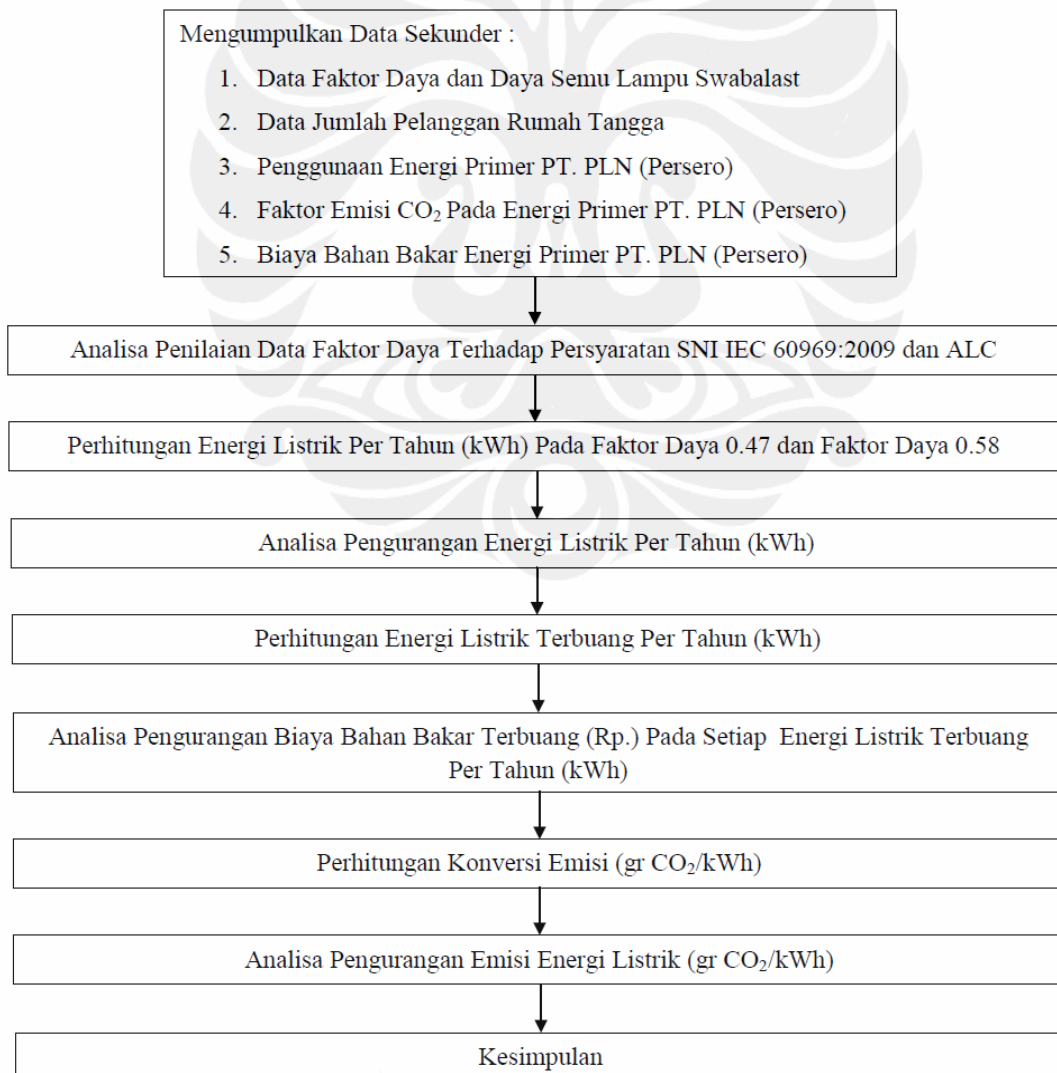 Mengumpulkan Data Sekunder :
1. Data Faktor Daya dan Daya Semu Lampu Swabalast
2. Data Jumlah Pelanggan Rumah Tangga
3. Penggunaan Energi Primer PT. PLN (Persero)
4. Faktor Emisi CO₂ Pada Energi Primer PT. PLN (Persero)
5. Biaya Bahan Bakar Energi Primer PT. PLN (Persero)
Analisa Penilaian Data Faktor Daya Terhadap Persyaratan SNI IEC 60969:2009 dan ALC
Perhitungan Energi Listrik Per Tahun (kWh) Pada Faktor Daya 0.47 dan Faktor Daya 0.58
Analisa Pengurangan Energi Listrik Per Tahun (kWh)
Perhitungan Energi Listrik Terbuang Per Tahun (kWh)
Analisa Pengurangan Biaya Bahan Bakar Terbuang (Rp.) Pada Setiap Energi Listrik Terbuang
Per Tahun (kWh)
Perhitungan Konversi Emisi (gr CO₂/kWh)
Analisa Pengurangan Emisi Energi Listrik (gr CO₂/kWh)
Kesimpulan